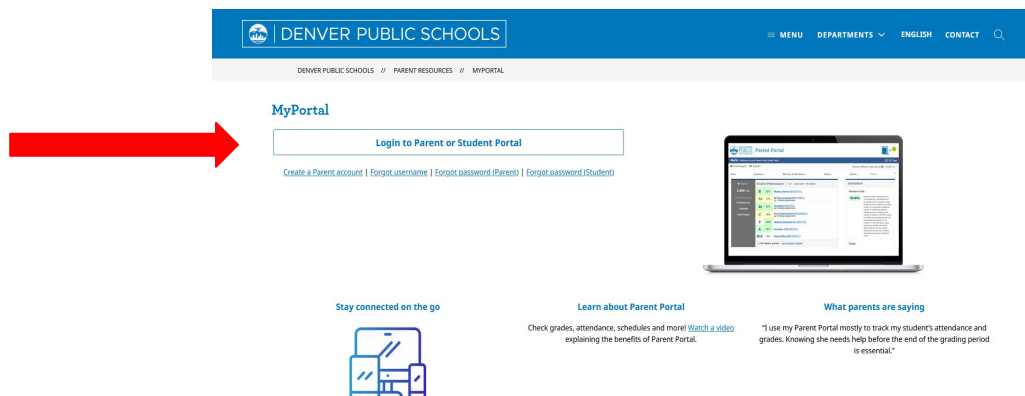 DENVER PUBLIC SCHOOLS
MENU DEPARTMENTS ENGLISH CONTACT
DENVER PUBLIC SCHOOLS // PARENT RESOURCES // MYPORTAL
MyPortal
Login to Parent or Student Portal
Create a Parent account | Forgot username | Forgot password (Parent) | Forgot password (Student)
Parent Portal
Stay connected on the go
Learn about Parent Portal
Check grades, attendance, schedules and more! Watch a video
explaining the benefits of Parent Portal.
What parents are saying
“I use my Parent Portal mostly to track my student’s attendance and
grades. Knowing she needs help before the end of the grading period
is essential.”